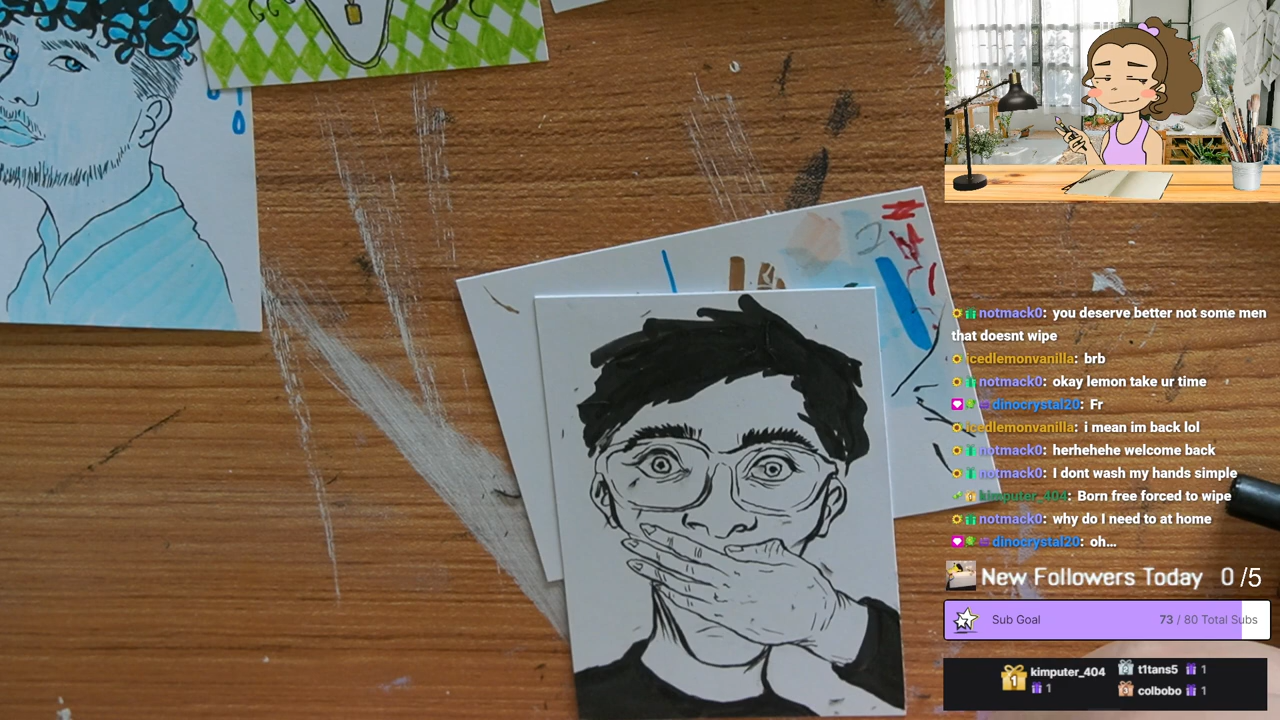 notmack0: you deserve better not some men
that doesnt wipe
icedlemonvanilla: brb
notmack0: okay lemon take ur time
dinocrystal20: Fr
icedlemonvanilla: i mean im back lol
notmack0: herhehehe welcome back
notmack0: I dont wash my hands simple
kimputer_404: Born free forced to wipe
notmack0: why do I need to at home
dinocrystal20: oh...
New Followers Today 0 /5
Sub Goal 73 / 80 Total Subs
1 kimputer_404 1
t1tans5 1
colbobo 1